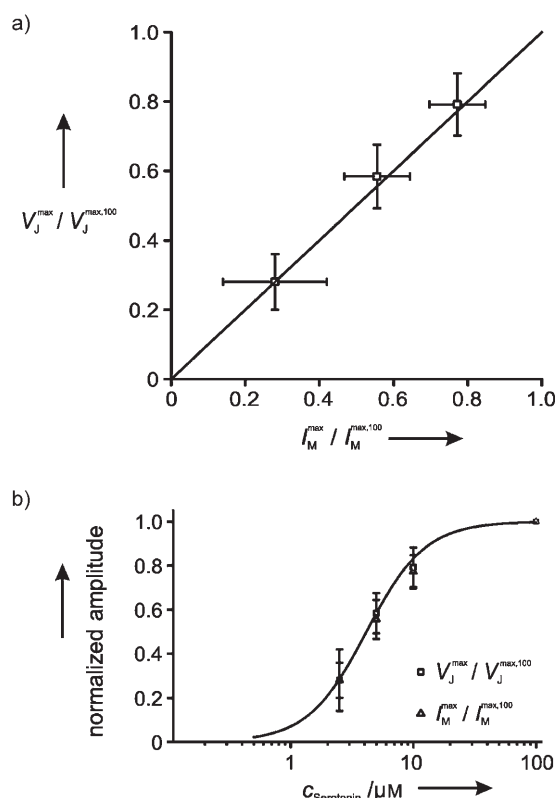 a)
1.0
0.8
0.6
0.4
0.2
0
V_J^max / V_J^max,100
0 0.2 0.4 0.6 0.8 1.0
I_M^max / I_M^max,100
b)
1.0
0.8
0.6
0.4
0.2
0
normalized amplitude
V_J^max / V_J^max,100
I_M^max / I_M^max,100
1 10 100
c_Serotonin /µM